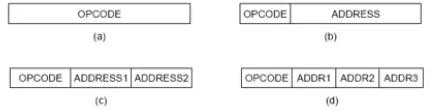 OPCODE
OPCODE ADDRESS
(a)
(b)
OPCODE ADDRESS1 ADDRESS2
OPCODE ADDR1 ADDR2 ADDR3
(c)
(d)